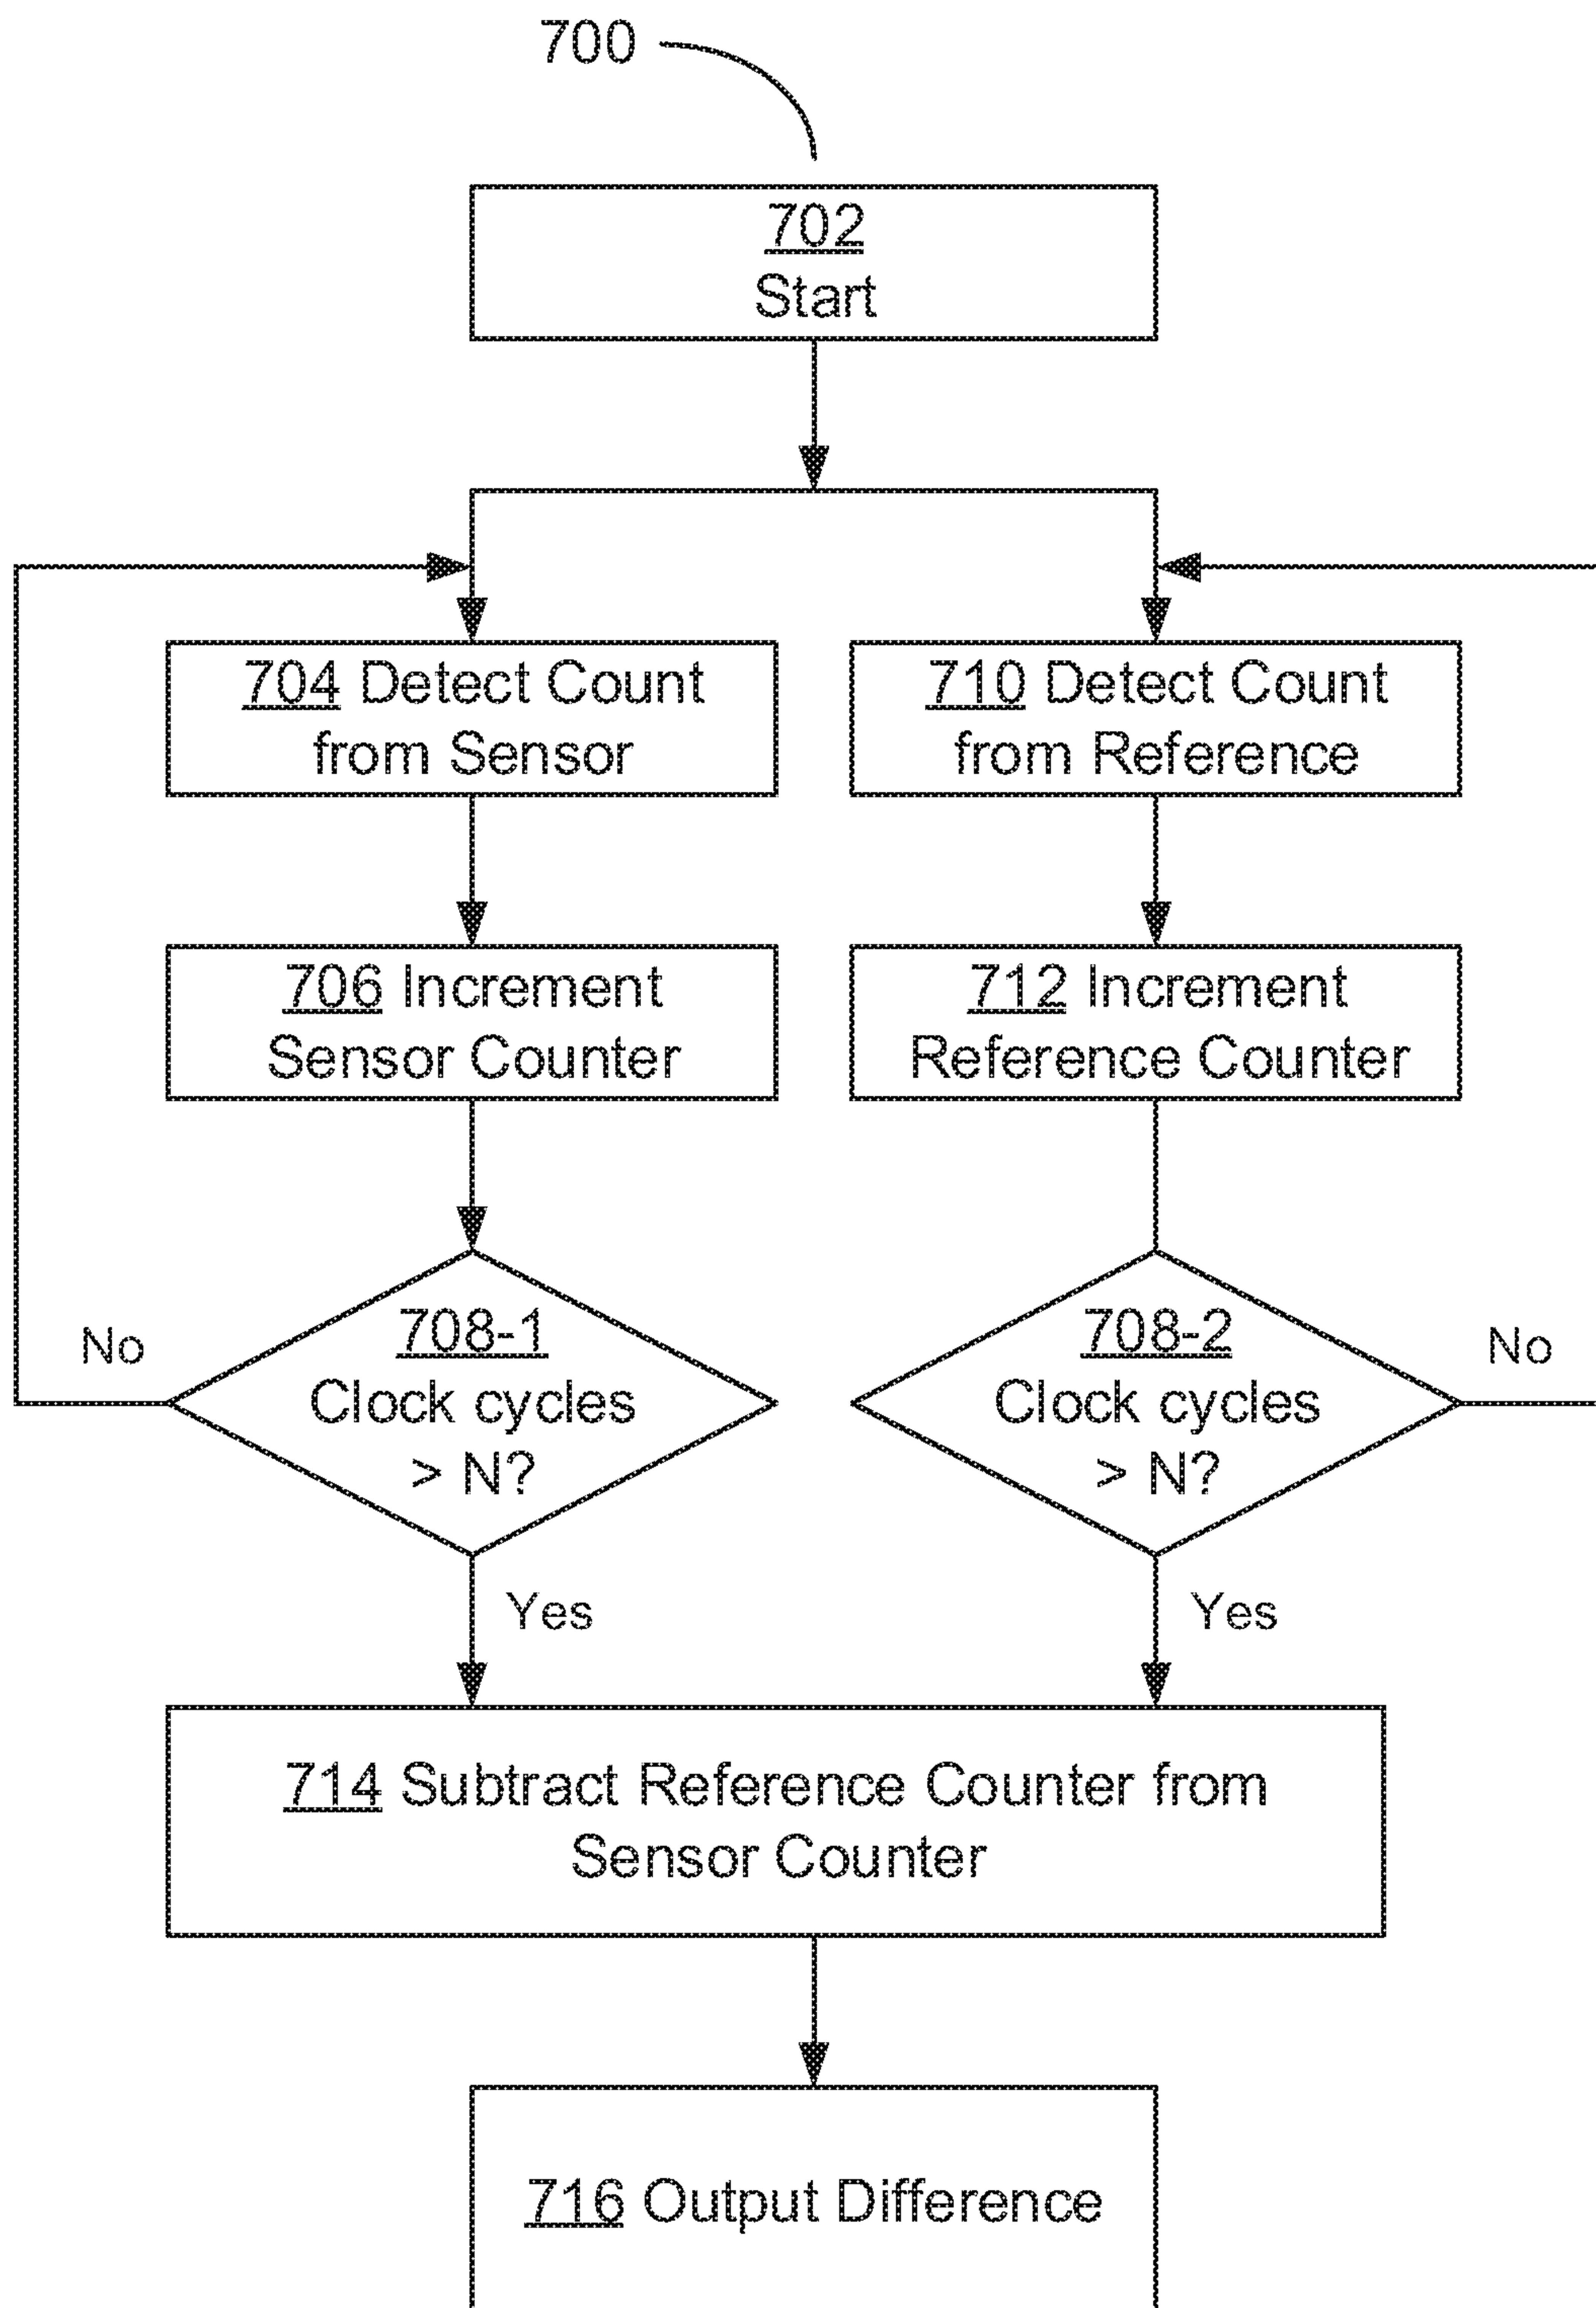 700
702
Start
704 Detect Count
from Sensor
710 Detect Count
from Reference
706 Increment
Sensor Counter
712 Increment
Reference Counter
No
708-1
Clock cycles
> N?
708-2
Clock cycles
> N?
No
Yes
Yes
714 Subtract Reference Counter from
Sensor Counter
716 Output Difference